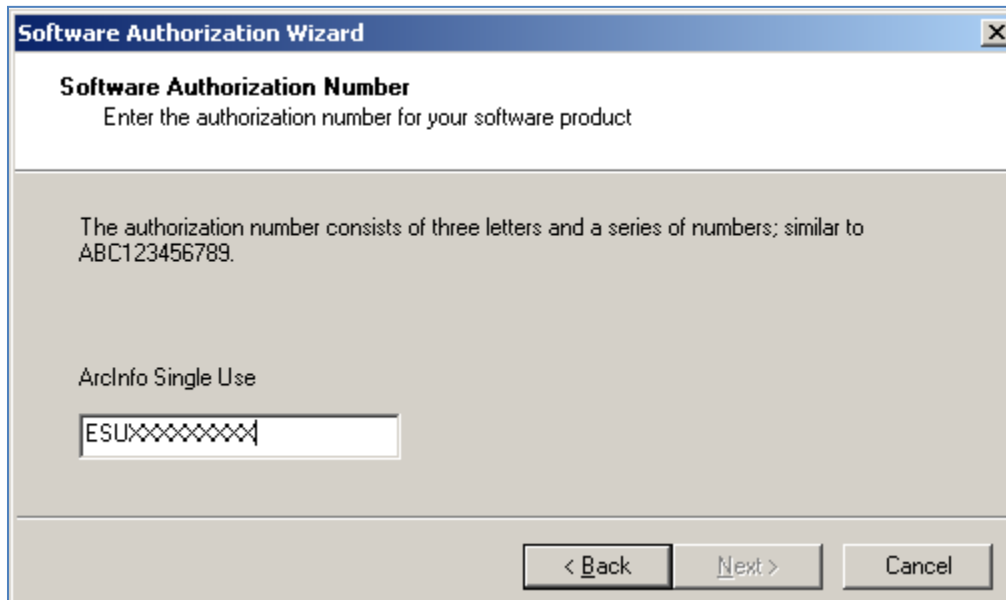 Software Authorization Wizard
Software Authorization Number
Enter the authorization number for your software product
The authorization number consists of three letters and a series of numbers; similar to
ABC123456789.
ArcInfo Single Use
ESUXXXXXXXXX
< Back
Next >
Cancel